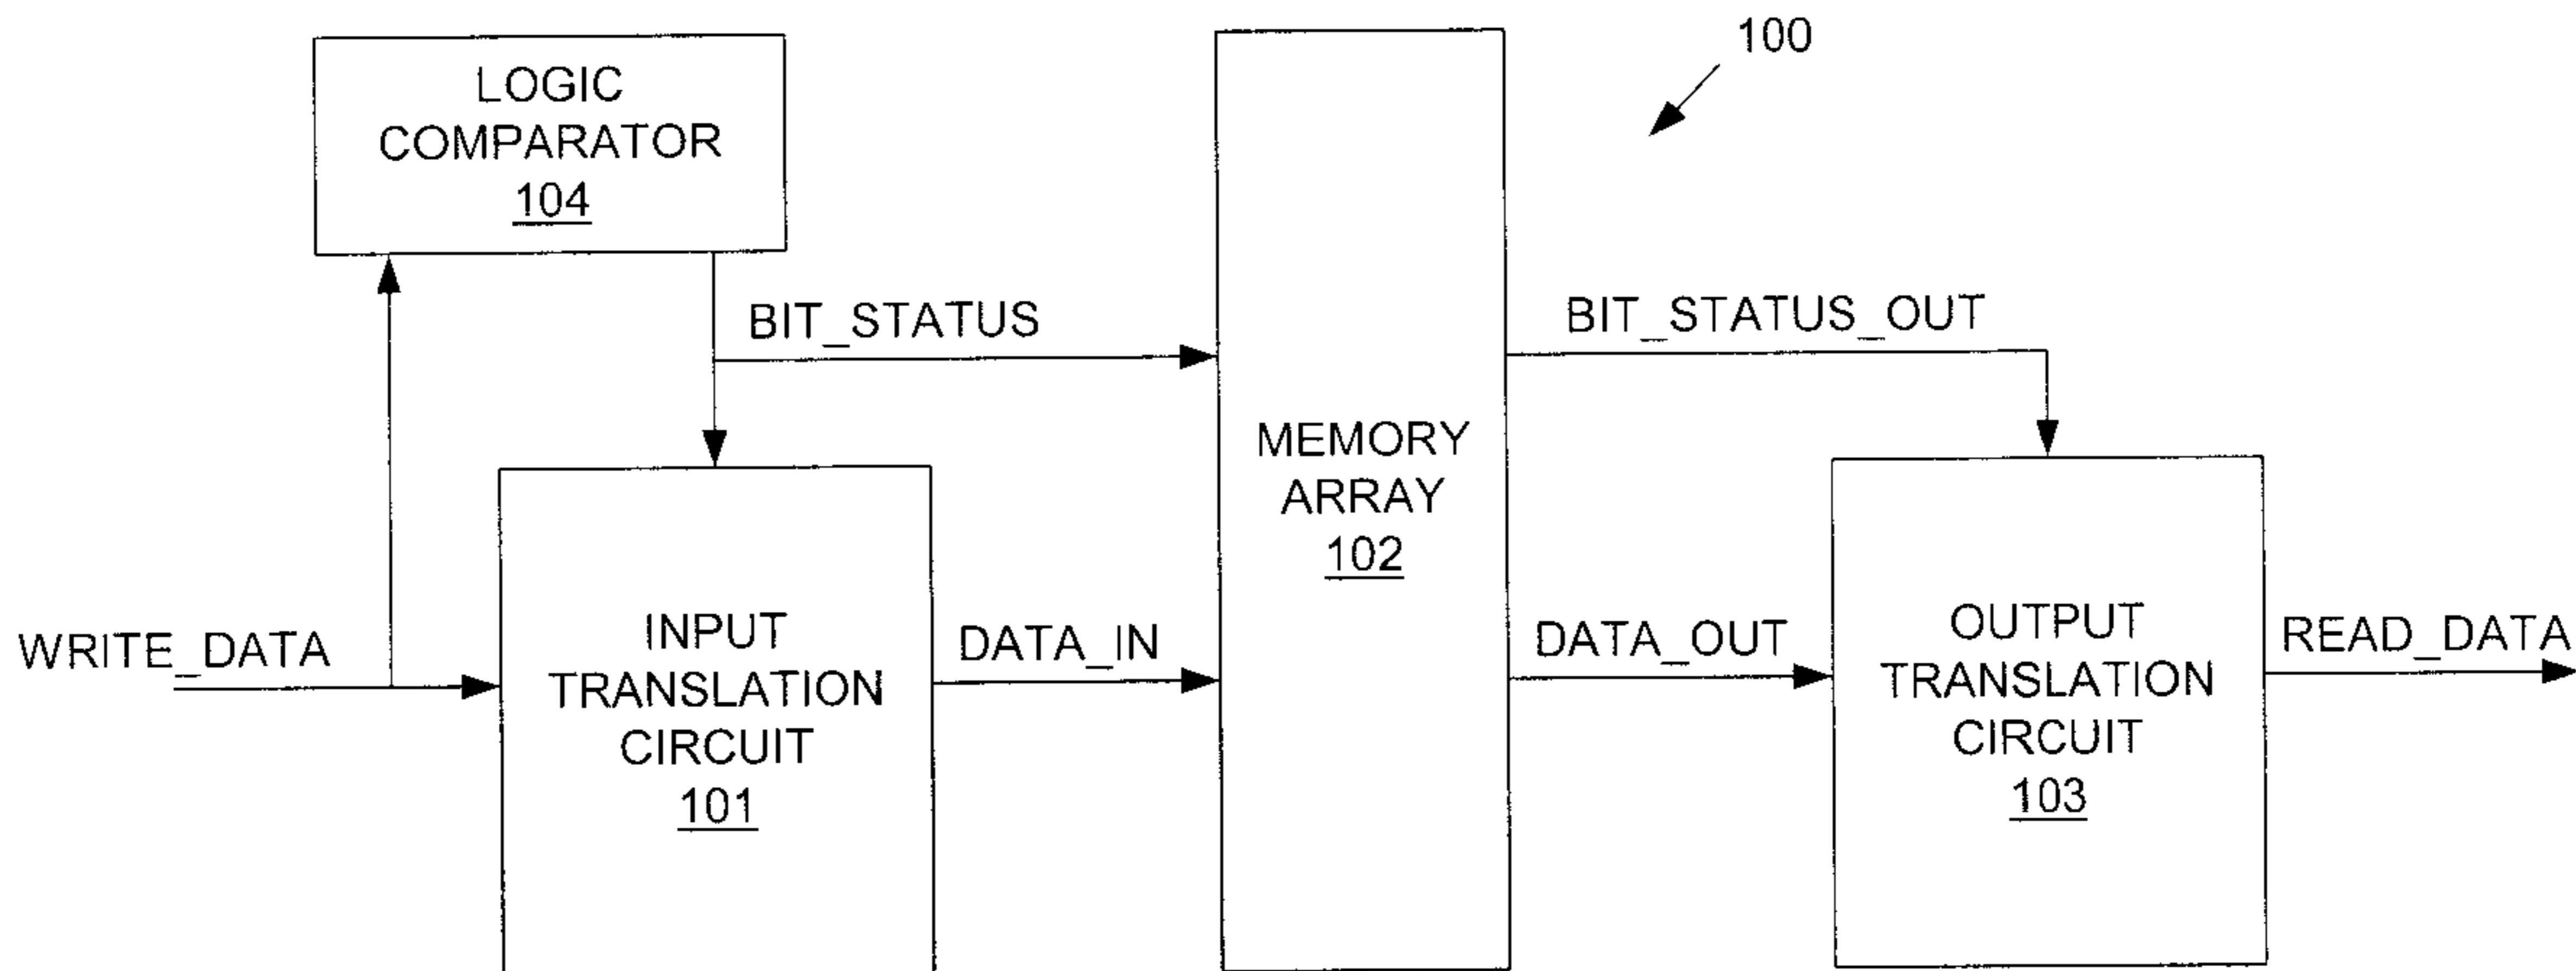 100
LOGIC
COMPARATOR
104
BIT_STATUS
BIT_STATUS_OUT
MEMORY
ARRAY
102
WRITE_DATA
INPUT
TRANSLATION
CIRCUIT
101
DATA_IN
DATA_OUT
OUTPUT
TRANSLATION
CIRCUIT
103
READ_DATA